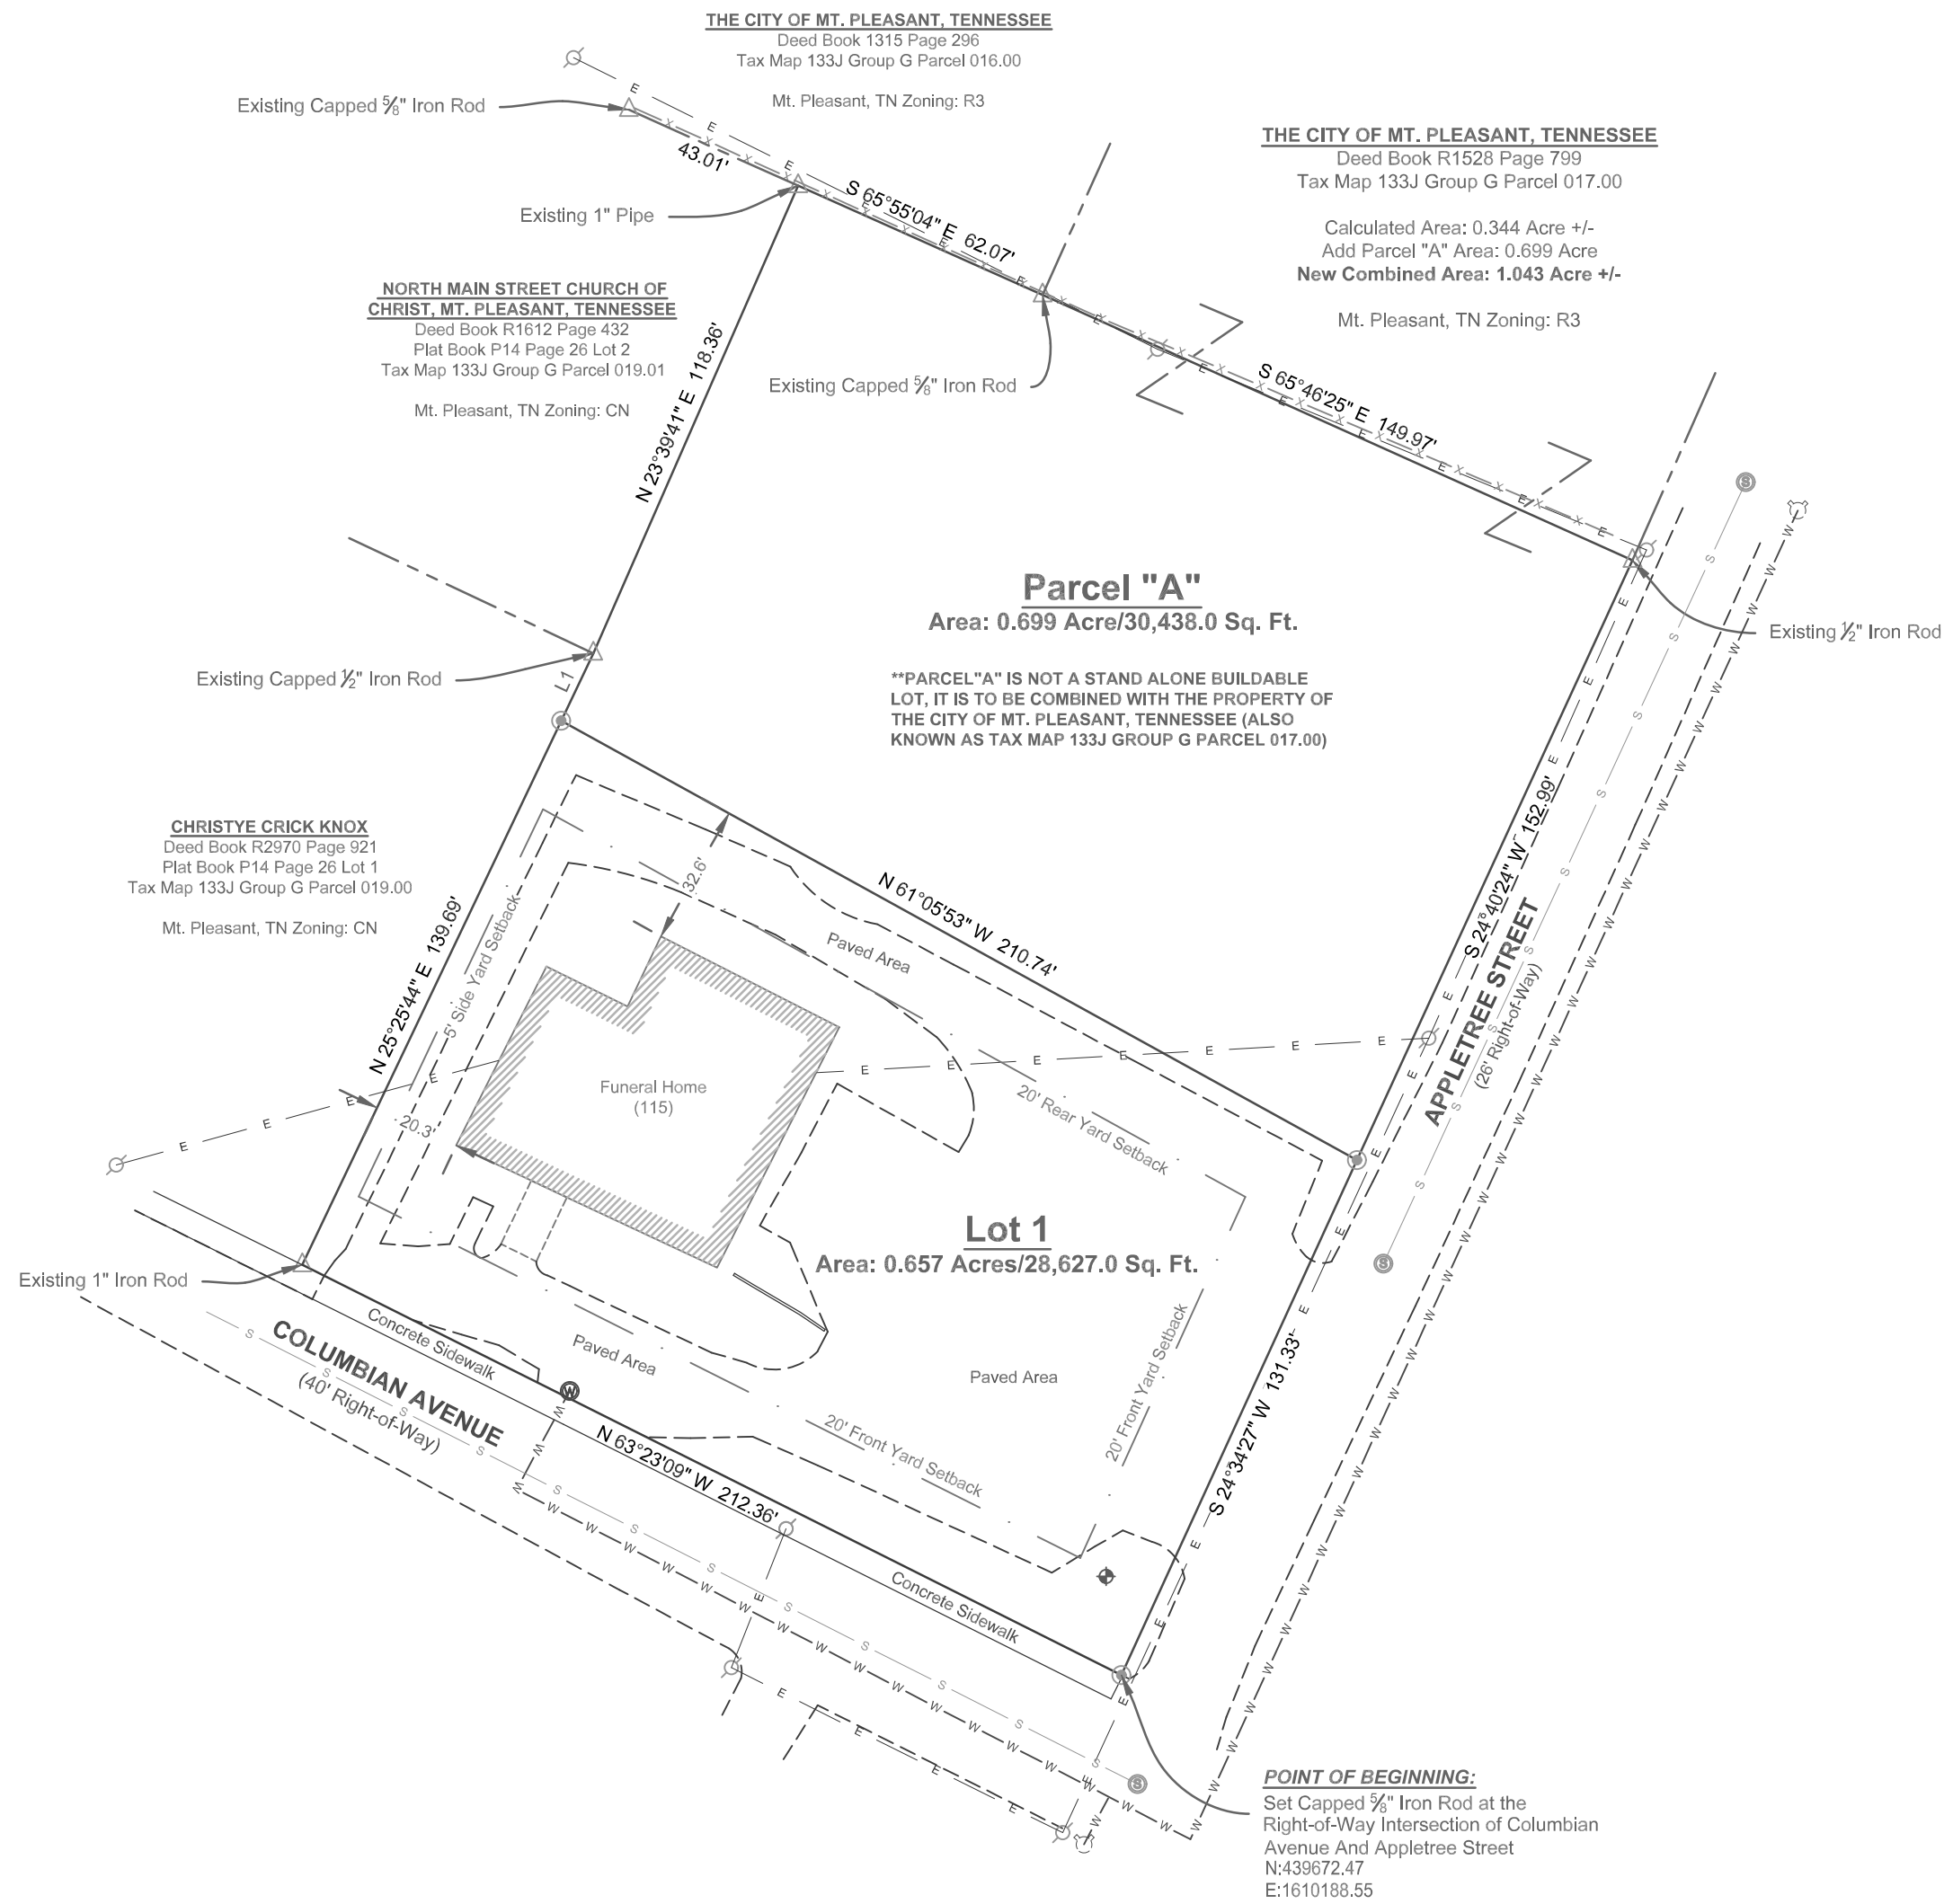 THE CITY OF MT. PLEASANT, TENNESSEE
Deed Book 1315 Page 296
Tax Map 133J Group G Parcel 016.00
Mt. Pleasant, TN Zoning: R3
Existing Capped 5/8" Iron Rod
43.01'
Existing 1" Pipe
S 65°55'04" E 62.07'
THE CITY OF MT. PLEASANT, TENNESSEE
Deed Book R1528 Page 799
Tax Map 133J Group G Parcel 017.00
Calculated Area: 0.344 Acre +/-
Add Parcel "A" Area: 0.699 Acre
New Combined Area: 1.043 Acre +/-
Mt. Pleasant, TN Zoning: R3
NORTH MAIN STREET CHURCH OF
CHRIST, MT. PLEASANT, TENNESSEE
Deed Book R1612 Page 432
Plat Book P14 Page 26 Lot 2
Tax Map 133J Group G Parcel 019.01
Mt. Pleasant, TN Zoning: CN
N 23°39'41" E 118.36'
Existing Capped 5/8" Iron Rod
S 65°46'25" E 149.97'
Parcel "A"
Area: 0.699 Acre/30,438.0 Sq. Ft.
**PARCEL"A" IS NOT A STAND ALONE BUILDABLE
LOT, IT IS TO BE COMBINED WITH THE PROPERTY OF
THE CITY OF MT. PLEASANT, TENNESSEE (ALSO
KNOWN AS TAX MAP 133J GROUP G PARCEL 017.00)
Existing 1/2" Iron Rod
Existing Capped 1/2" Iron Rod
L1
CHRISTYE CRICK KNOX
Deed Book R2970 Page 921
Plat Book P14 Page 26 Lot 1
Tax Map 133J Group G Parcel 019.00
Mt. Pleasant, TN Zoning: CN
N 25°25'44" E 139.69'
5' Side Yard Setback
32.6'
Paved Area
N 61°05'53" W 210.74'
S 24°40'24" W 152.99'
APPLETREE STREET
(26' Right-of-Way)
Funeral Home
(115)
20.3'
20' Rear Yard Setback
Lot 1
Area: 0.657 Acres/28,627.0 Sq. Ft.
Existing 1" Iron Rod
Concrete Sidewalk
COLUMBIAN AVENUE
(40' Right-of-Way)
Paved Area
Paved Area
20' Front Yard Setback
20' Front Yard Setback
S 24°34'27" W 131.33'
N 63°23'09" W 212.36'
Concrete Sidewalk
POINT OF BEGINNING:
Set Capped 5/8" Iron Rod at the
Right-of-Way Intersection of Columbian
Avenue And Appletree Street
N:439672.47
E:1610188.55